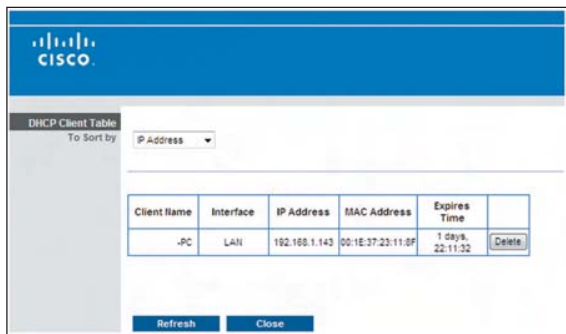 CISCO.
DHCP Client Table
To Sort by
IP Address
Client Name Interface IP Address MAC Address Expires Time
-PC LAN 192.168.1.143 00:1E:37:23:11:8F 1 days, 22:11:32 Delete
Refresh Close